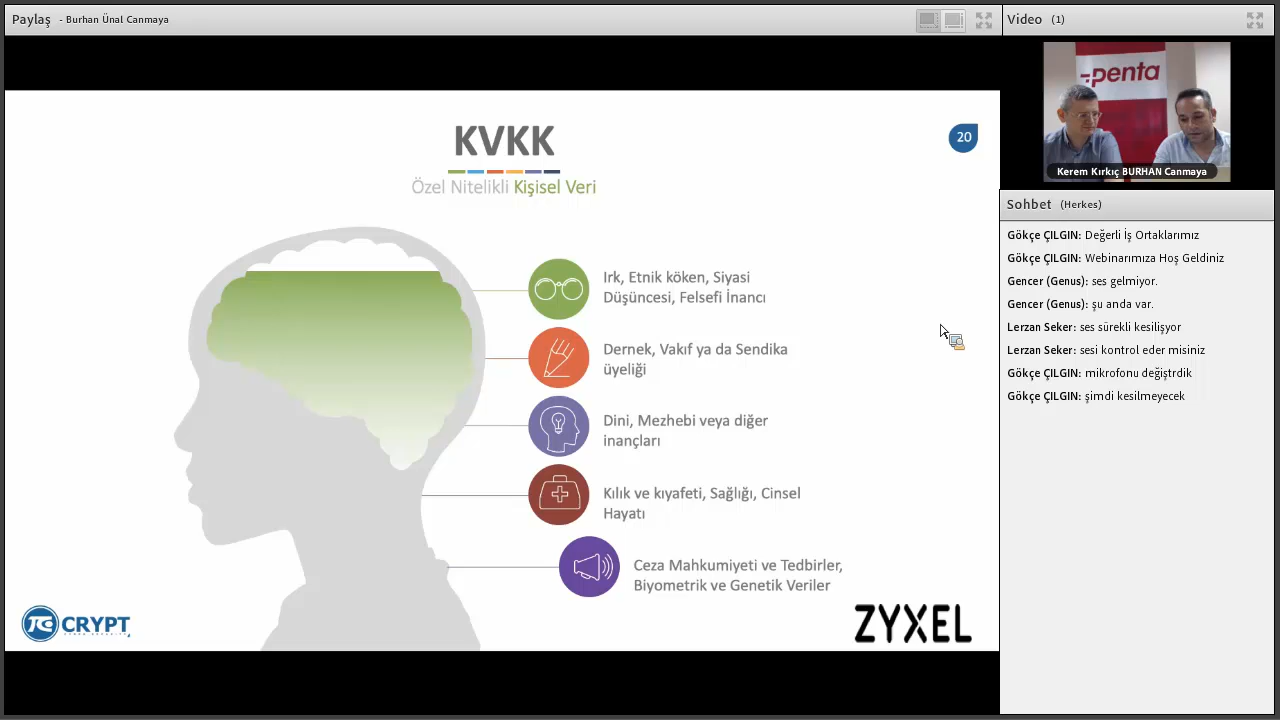 Paylaş - Burhan Ünal Canmaya
Video (1)
penta
Kerem Kırkıç BURHAN Canmaya
KVKK
Özel Nitelikli Kişisel Veri
20
Irk, Etnik köken, Siyasi
Düşüncesi, Felsefi İnancı
Dernek, Vakıf ya da Sendika
üyeliği
Dini, Mezhebi veya diğer
inançları
Kılık ve kıyafeti, Sağlığı, Cinsel
Hayatı
Ceza Mahkumiyeti ve Tedbirler,
Biyometrik ve Genetik Veriler
CRYPT
ZYXEL
Sohbet (Herkes)
Gökçe ÇILGIN: Değerli İş Ortaklarımız
Gökçe ÇILGIN: Webinarımıza Hoş Geldiniz
Gencer (Genus): ses gelmiyor.
Gencer (Genus): şu anda var.
Lerzan Seker: ses sürekli kesilişyor
Lerzan Seker: sesi kontrol eder misiniz
Gökçe ÇILGIN: mikrofonu değiştrdik
Gökçe ÇILGIN: şimdi kesilmeyecek